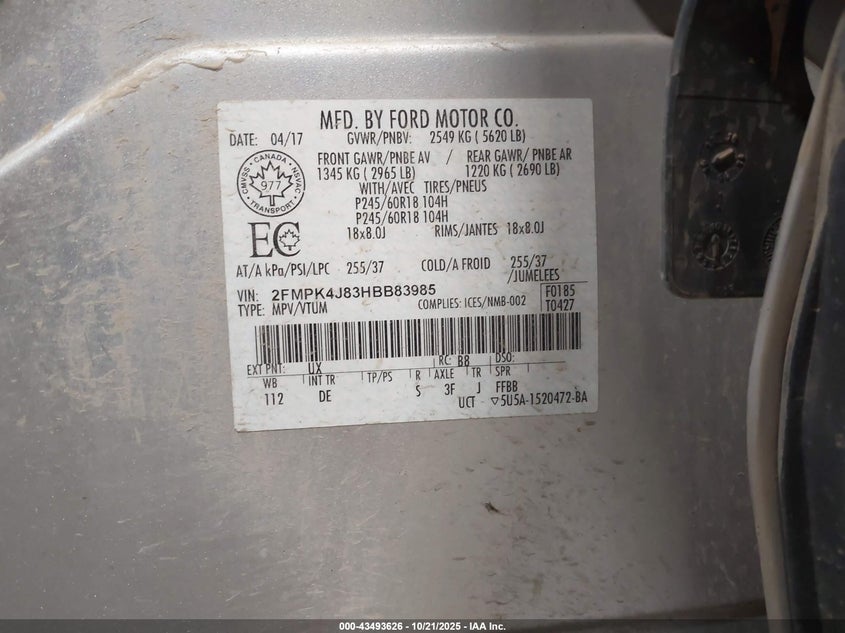 MFD. BY FORD MOTOR CO.
DATE: 04/17 GVWR/PNBV: 2549 KG ( 5620 LB)
FRONT GAWR/PNBE AV / REAR GAWR/ PNBE AR
1345 KG ( 2965 LB) 1220 KG ( 2690 LB)
WITH/AVEC TIRES/PNEUS
P245/60R18 104H
P245/60R18 104H
18x8.0J RIMS/JANTES 18x8.0J
CMVSS · CANADA · NSVAC
977
TRANSPORT
EC
AT/A kPa/PSI/LPC 255/37 COLD/A FROID 255/37
/JUMELEES
VIN: 2FMPK4J83HBB83985
TYPE: MPV/VTUM COMPLIES: ICES/NMB-002
F0185
T0427
EXT PNT: UX RC: BB DSO:
WB INT TR TP/PS R AXLE TR SPR
112 DE S 3F J FFBB
UCT ▽5U5A-1520472-BA
000-43493626 - 10/21/2025 - IAA Inc.